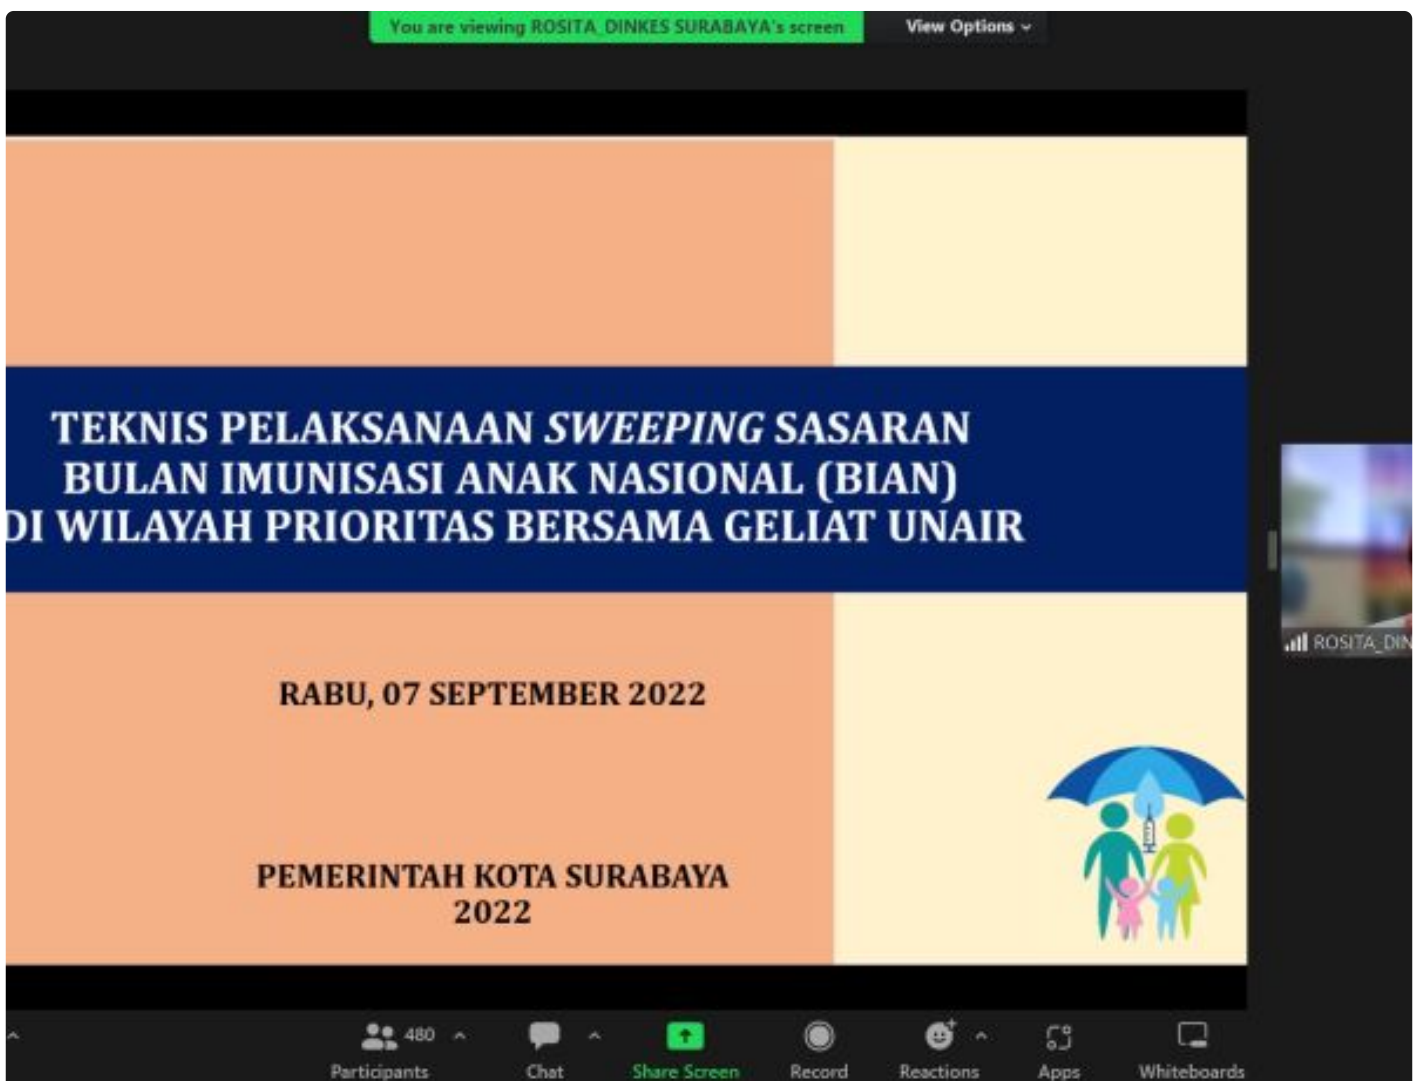 You are viewing ROSITA_DINKES SURABAYA's screen
View Options
TEKNIS PELAKSANAAN SWEEPING SASARAN
BULAN IMUNISASI ANAK NASIONAL (BIAN)
DI WILAYAH PRIORITAS BERSAMA GELIAT UNAIR
RABU, 07 SEPTEMBER 2022
ROSITA_DIN
PEMERINTAH KOTA SURABAYA
2022
480
Participants
Chat
Share Screen
Record
Reactions
Apps
Whiteboards